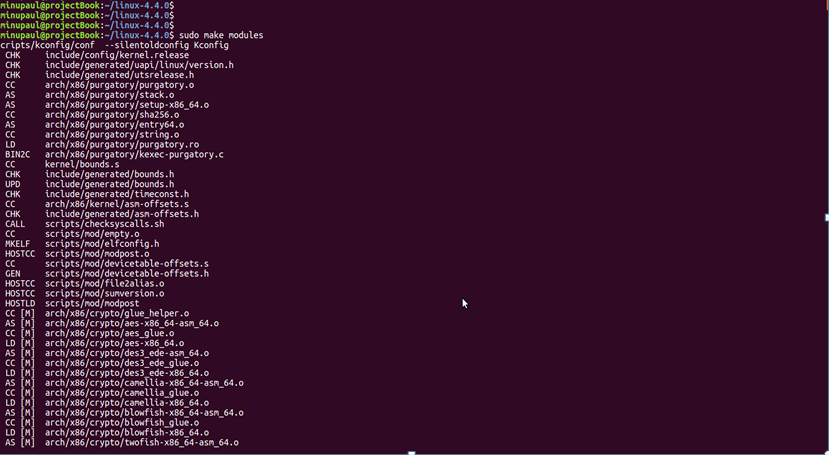 minupaul@projectBook:~/linux-4.4.0$
minupaul@projectBook:~/linux-4.4.0$
minupaul@projectBook:~/linux-4.4.0$
minupaul@projectBook:~/linux-4.4.0$ sudo make modules
cripts/kconfig/conf  --silentoldconfig Kconfig
CHK     include/config/kernel.release
CHK     include/generated/uapi/linux/version.h
CHK     include/generated/utsrelease.h
CC      arch/x86/purgatory/purgatory.o
AS      arch/x86/purgatory/stack.o
AS      arch/x86/purgatory/setup-x86_64.o
CC      arch/x86/purgatory/sha256.o
AS      arch/x86/purgatory/entry64.o
CC      arch/x86/purgatory/string.o
LD      arch/x86/purgatory/purgatory.ro
BIN2C   arch/x86/purgatory/kexec-purgatory.c
CC      kernel/bounds.s
CHK     include/generated/bounds.h
UPD     include/generated/bounds.h
CHK     include/generated/timeconst.h
CC      arch/x86/kernel/asm-offsets.s
CHK     include/generated/asm-offsets.h
CALL    scripts/checksyscalls.sh
CC      scripts/mod/empty.o
MKELF   scripts/mod/elfconfig.h
HOSTCC  scripts/mod/modpost.o
CC      scripts/mod/devicetable-offsets.s
GEN     scripts/mod/devicetable-offsets.h
HOSTCC  scripts/mod/file2alias.o
HOSTCC  scripts/mod/sumversion.o
HOSTLD  scripts/mod/modpost
CC [M]  arch/x86/crypto/glue_helper.o
AS [M]  arch/x86/crypto/aes-x86_64-asm_64.o
CC [M]  arch/x86/crypto/aes_glue.o
LD [M]  arch/x86/crypto/aes-x86_64.o
AS [M]  arch/x86/crypto/des3_ede-asm_64.o
CC [M]  arch/x86/crypto/des3_ede_glue.o
LD [M]  arch/x86/crypto/des3_ede-x86_64.o
AS [M]  arch/x86/crypto/camellia-x86_64-asm_64.o
CC [M]  arch/x86/crypto/camellia_glue.o
LD [M]  arch/x86/crypto/camellia-x86_64.o
AS [M]  arch/x86/crypto/blowfish-x86_64-asm_64.o
CC [M]  arch/x86/crypto/blowfish_glue.o
LD [M]  arch/x86/crypto/blowfish-x86_64.o
AS [M]  arch/x86/crypto/twofish-x86_64-asm_64.o